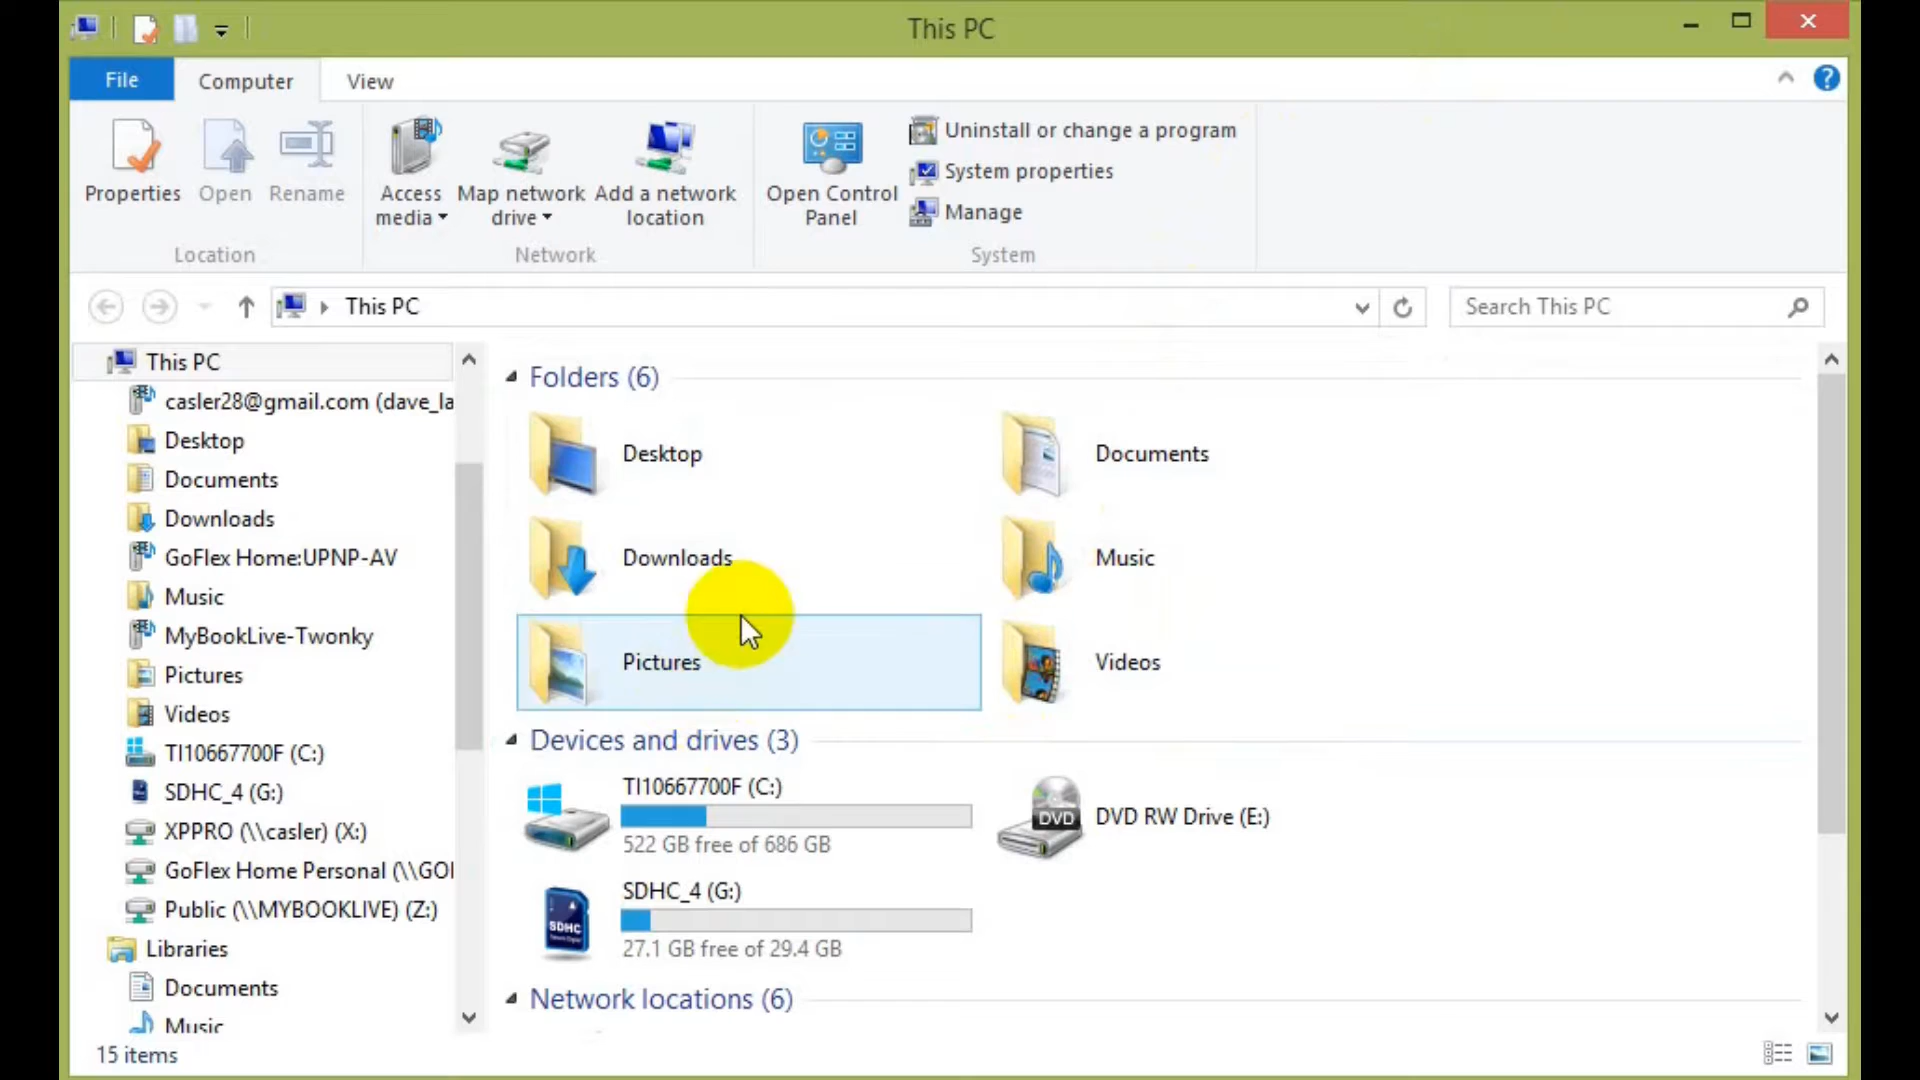 This PC
File
Computer
View
Properties
Open
Rename
Access
media
Map network
drive
Add a network
location
Open Control
Panel
Uninstall or change a program
System properties
Manage
Location
Network
System
This PC
Search This PC
This PC
casler28@gmail.com (dave_la
Desktop
Documents
Downloads
GoFlex Home:UPNP-AV
Music
MyBookLive-Twonky
Pictures
Videos
TI10667700F (C:)
SDHC_4 (G:)
XPPRO (\\casler) (X:)
GoFlex Home Personal (\\GOF
Public (\\MYBOOKLIVE) (Z:)
Libraries
Documents
Music
Folders (6)
Desktop
Documents
Downloads
Music
Pictures
Videos
Devices and drives (3)
TI10667700F (C:)
522 GB free of 686 GB
DVD
DVD RW Drive (E:)
SDHC
SDHC_4 (G:)
27.1 GB free of 29.4 GB
Network locations (6)
15 items